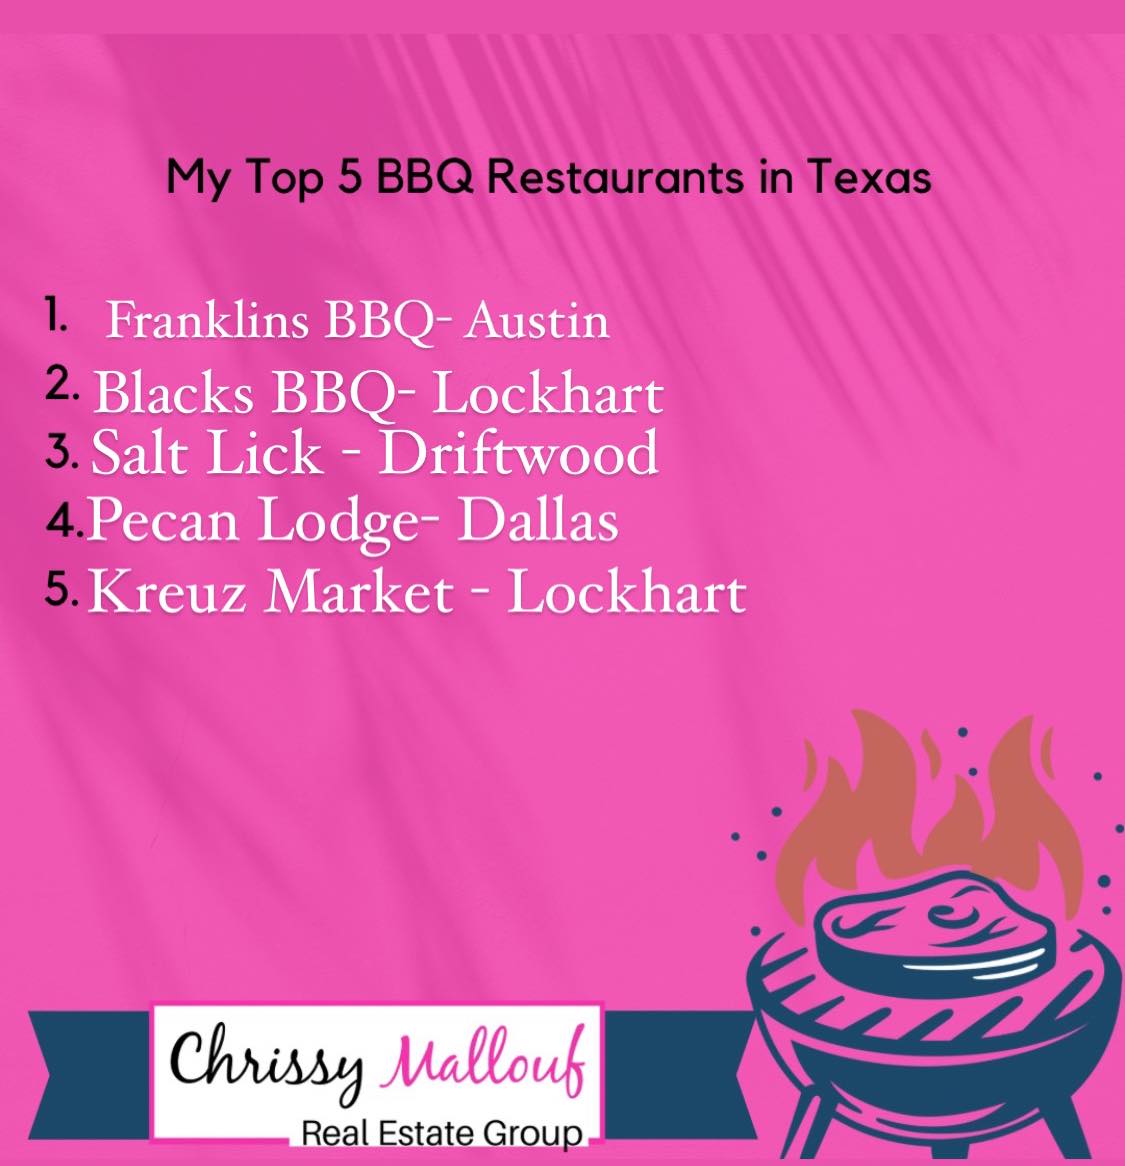 My Top 5 BBQ Restaurants in Texas
1. Franklins BBQ- Austin
2. Blacks BBQ- Lockhart
3. Salt Lick - Driftwood
4. Pecan Lodge- Dallas
5. Kreuz Market - Lockhart
Chrissy Mallouf
Real Estate Group